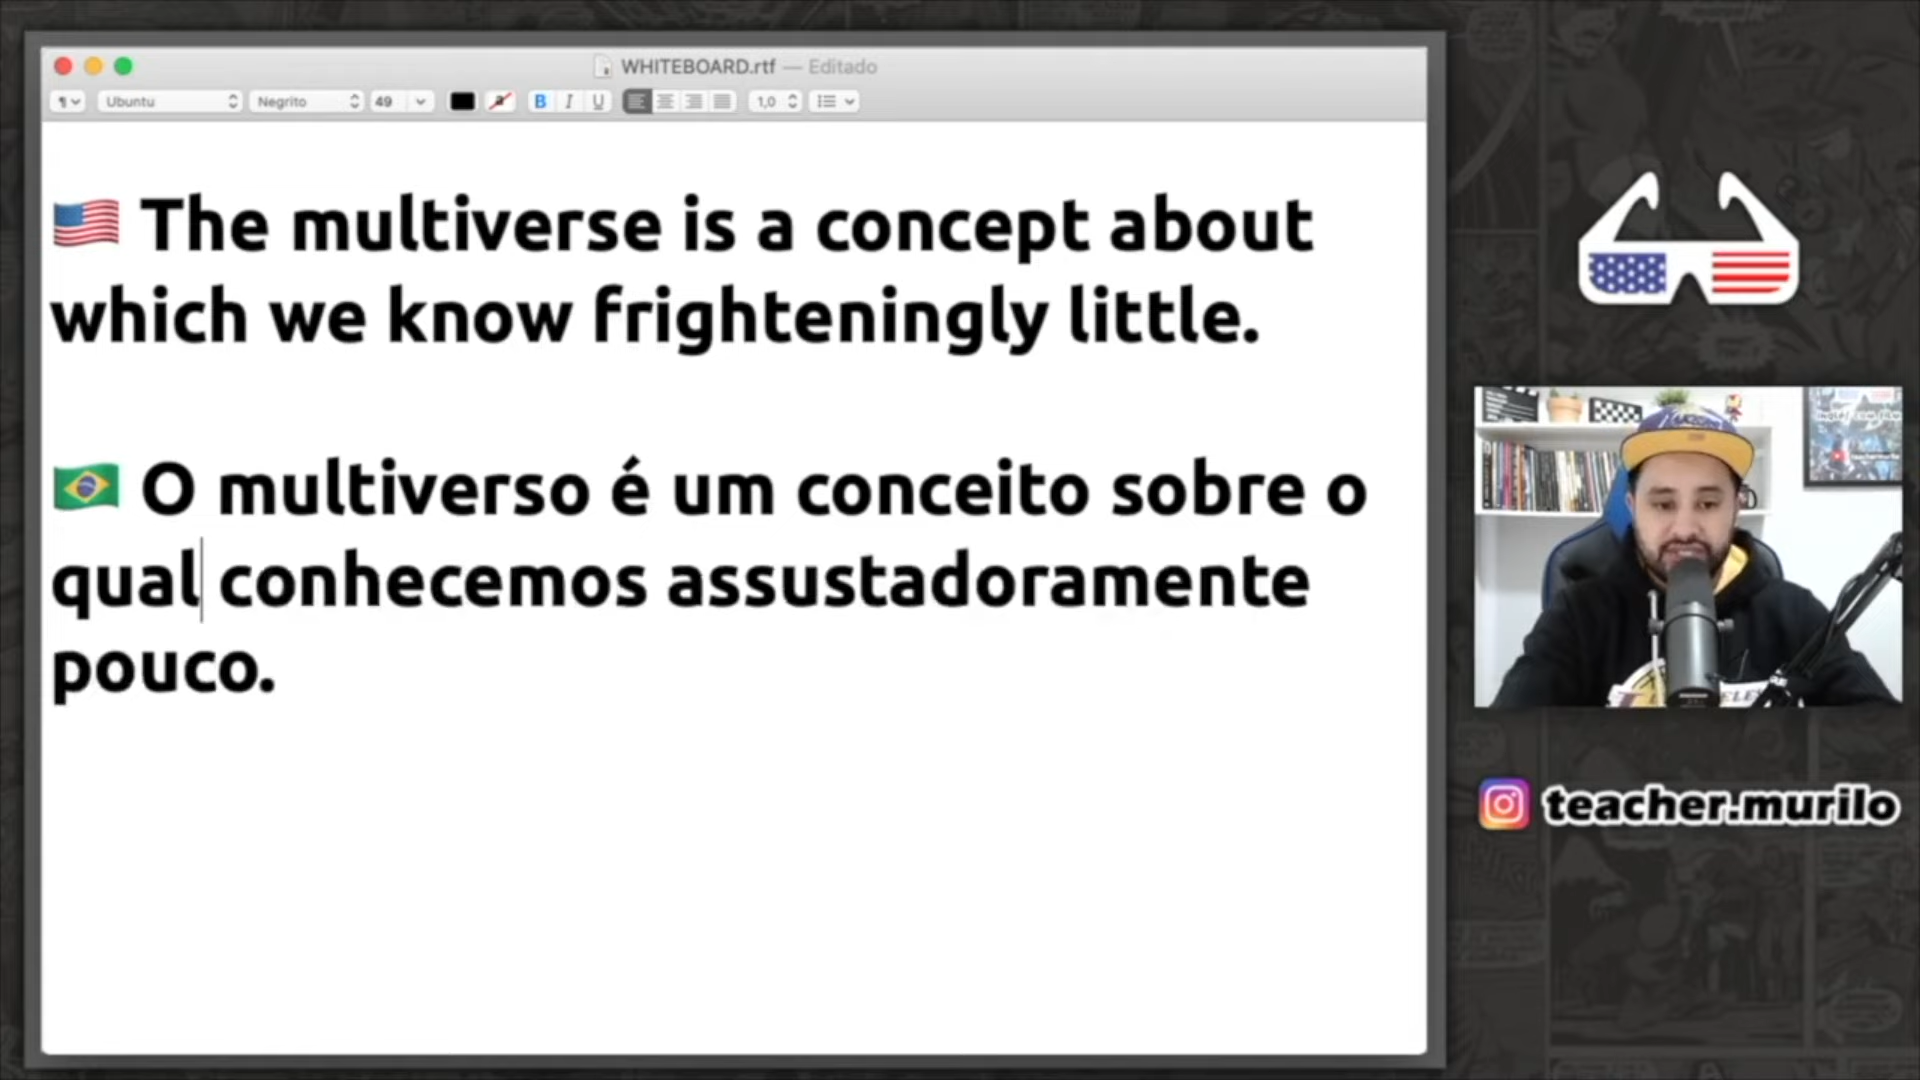 WHITEBOARD.rtf — Editado
Ubuntu Negrito 49 B I U 1,0
🇺🇸 The multiverse is a concept about
which we know frighteningly little.
🇧🇷 O multiverso é um conceito sobre o
qual conhecemos assustadoramente
pouco.
teacher.murilo